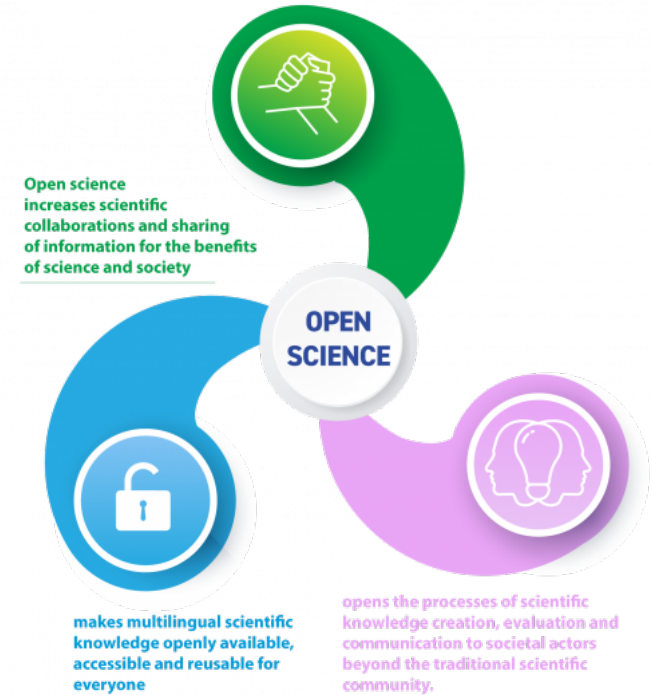 Open science
increases scientific
collaborations and sharing
of information for the benefits
of science and society
OPEN
SCIENCE
makes multilingual scientific
knowledge openly available,
accessible and reusable for
everyone
opens the processes of scientific
knowledge creation, evaluation and
communication to societal actors
beyond the traditional scientific
community.